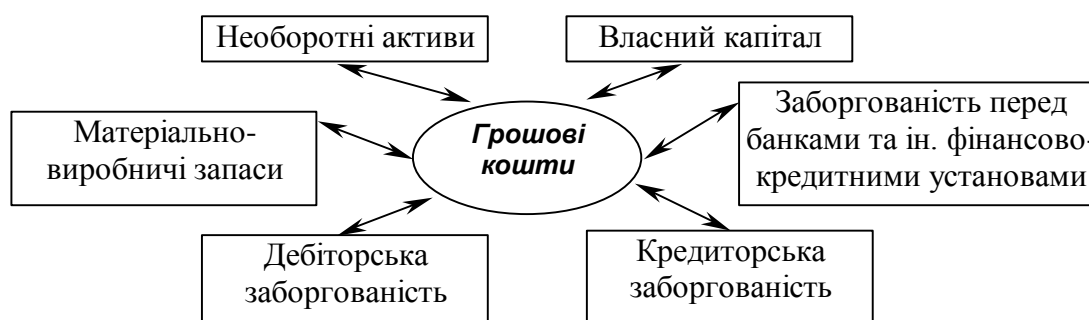 Необоротні активи
Власний капітал
Грошові
кошти
Матеріально-
виробничі запаси
Заборгованість перед
банками та ін. фінансово-
кредитними установами
Дебіторська
заборгованість
Кредиторська
заборгованість